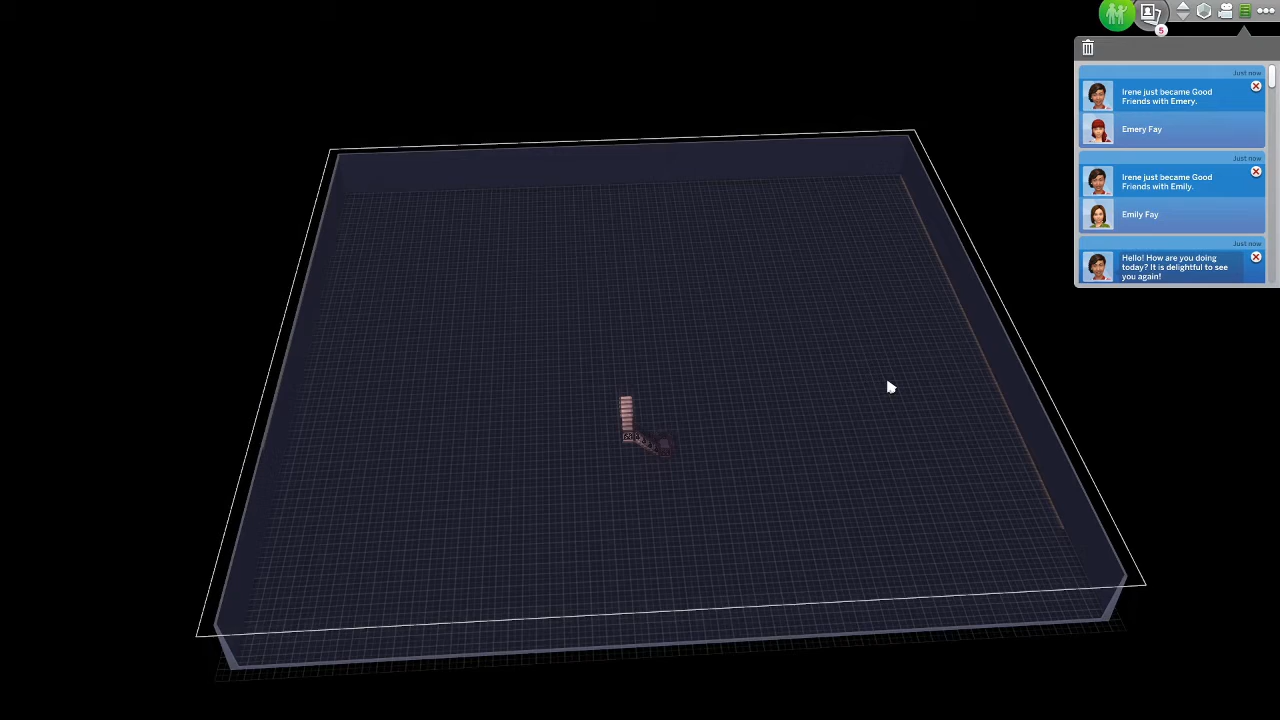 5
Just now
Irene just became Good
Friends with Emery.
Emery Fay
Just now
Irene just became Good
Friends with Emily.
Emily Fay
Just now
Hello! How are you doing
today? It is delightful to see
you again!